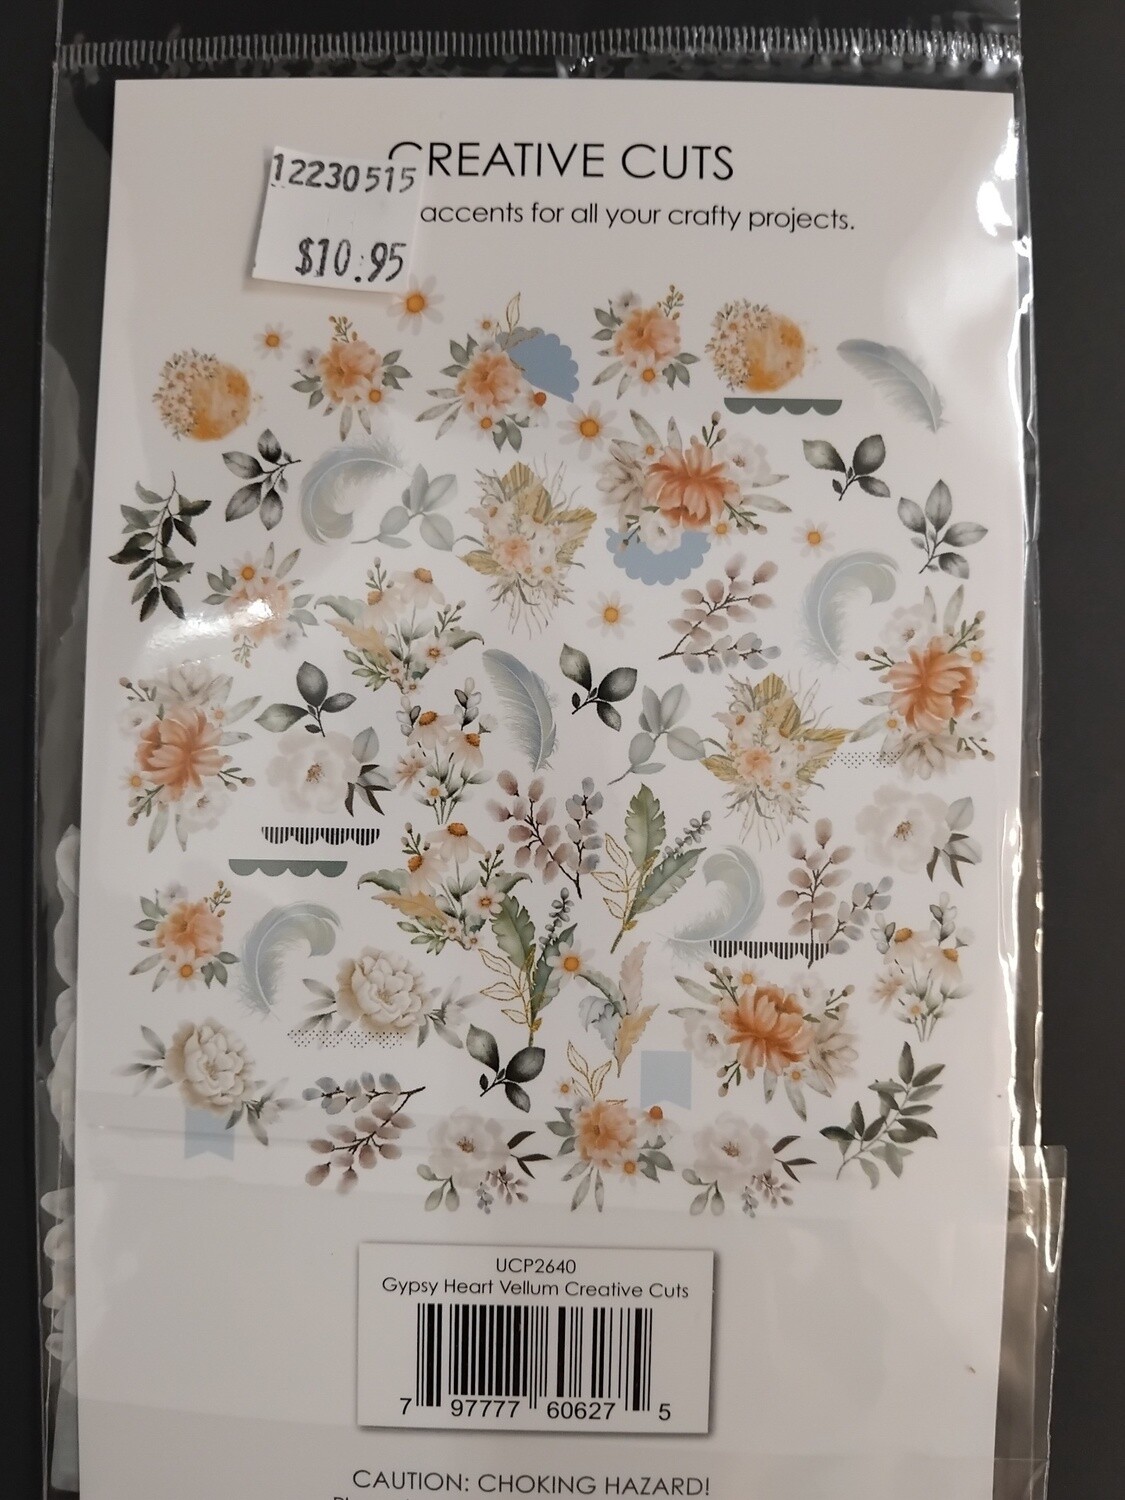 CREATIVE CUTS
12230515
accents for all your crafty projects.
$10.95
UCP2640
Gypsy Heart Vellum Creative Cuts
7 97777 60627 5
CAUTION: CHOKING HAZARD!